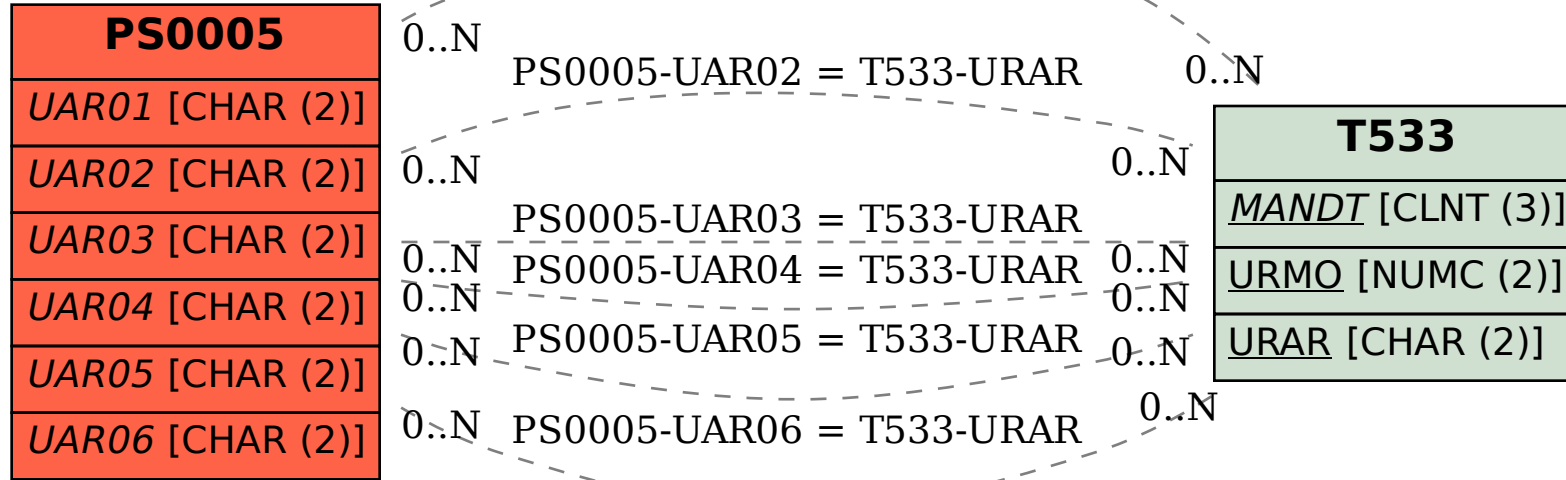 PS0005
UAR01 [CHAR (2)]
UAR02 [CHAR (2)]
UAR03 [CHAR (2)]
UAR04 [CHAR (2)]
UAR05 [CHAR (2)]
UAR06 [CHAR (2)]
0..N
0..N
PS0005-UAR02 = T533-URAR
0..N
0..N
PS0005-UAR03 = T533-URAR
0..N
0..N
PS0005-UAR04 = T533-URAR
0..N
0..N
PS0005-UAR05 = T533-URAR
0..N
0..N
PS0005-UAR06 = T533-URAR
0..N
0..N
T533
MANDT [CLNT (3)]
URMO [NUMC (2)]
URAR [CHAR (2)]